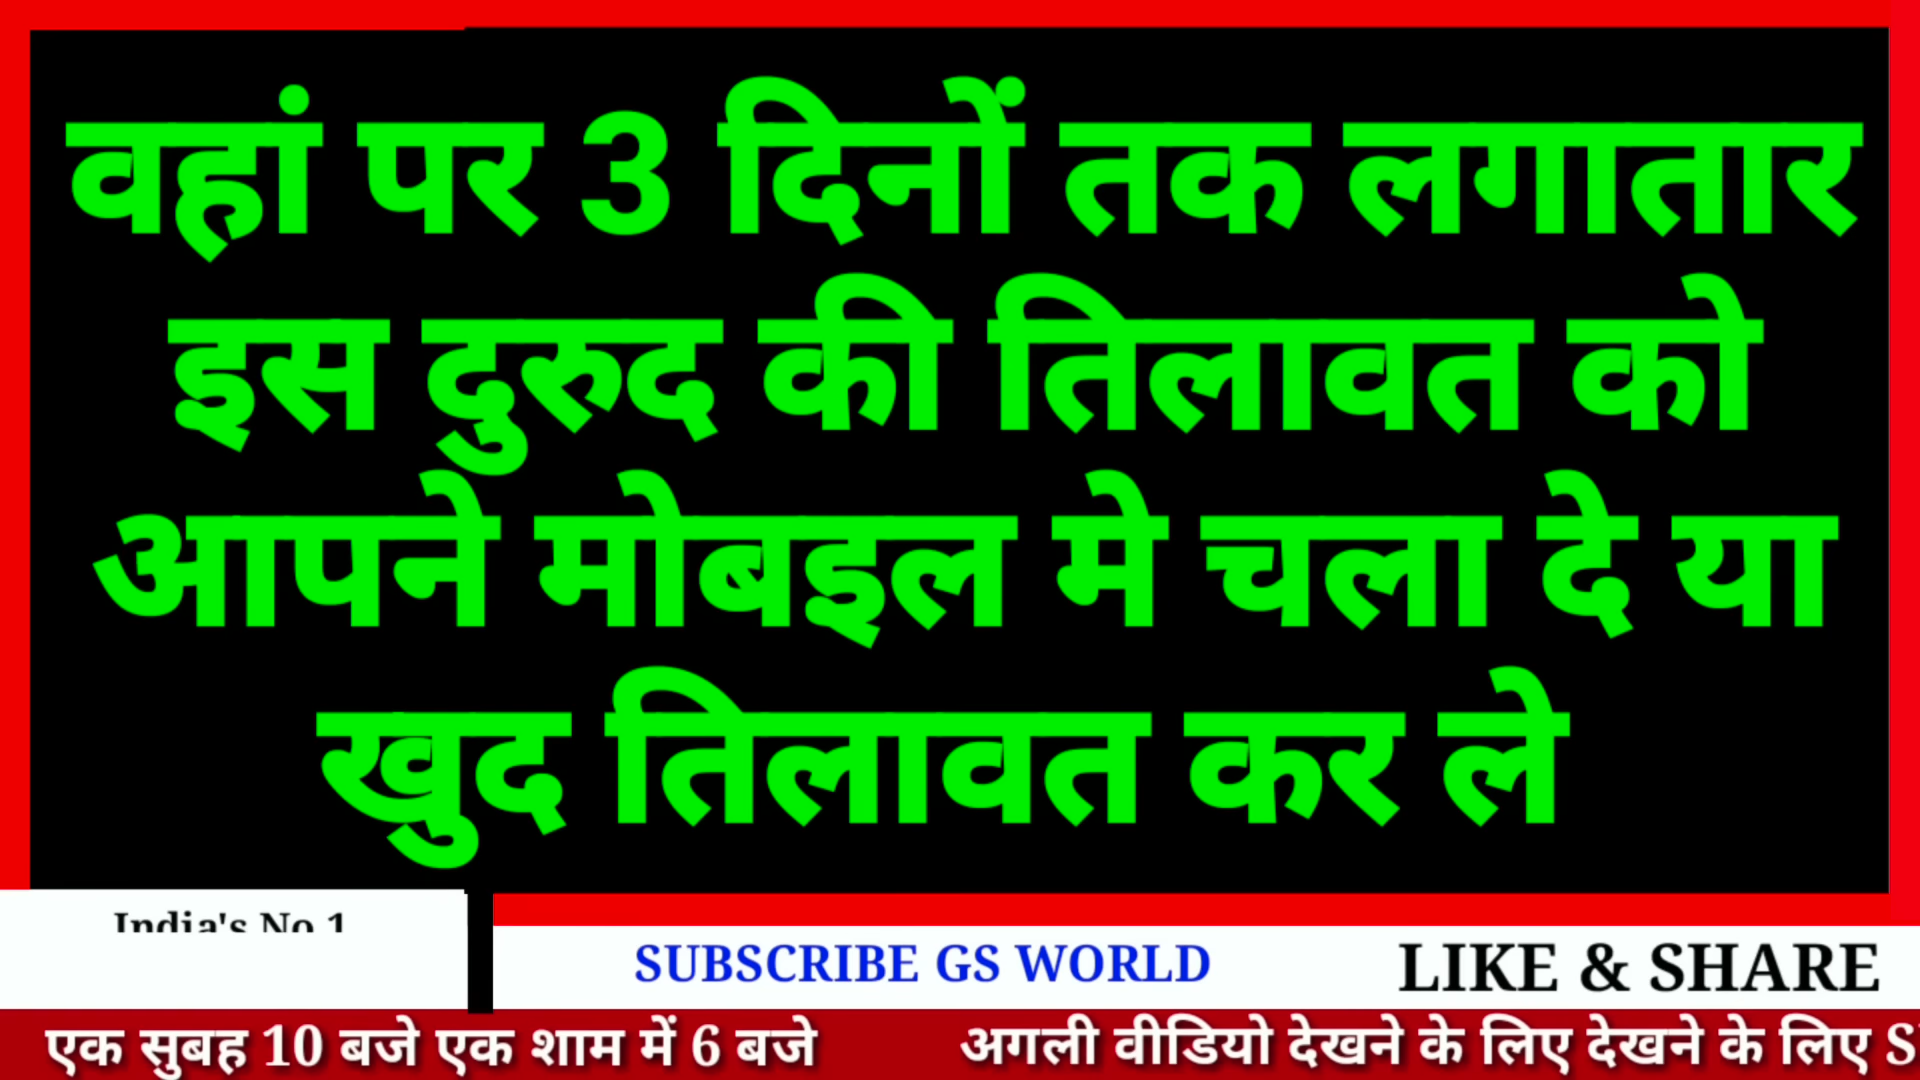 वहां पर 3 दिनों तक लगातार
इस दुरुद की तिलावत को
आपने मोबइल मे चला दे या
खुद तिलावत कर ले
India's No 1
SUBSCRIBE GS WORLD
LIKE & SHARE
एक सुबह 10 बजे एक शाम में 6 बजे अगली वीडियो देखने के लिए देखने के लिए S